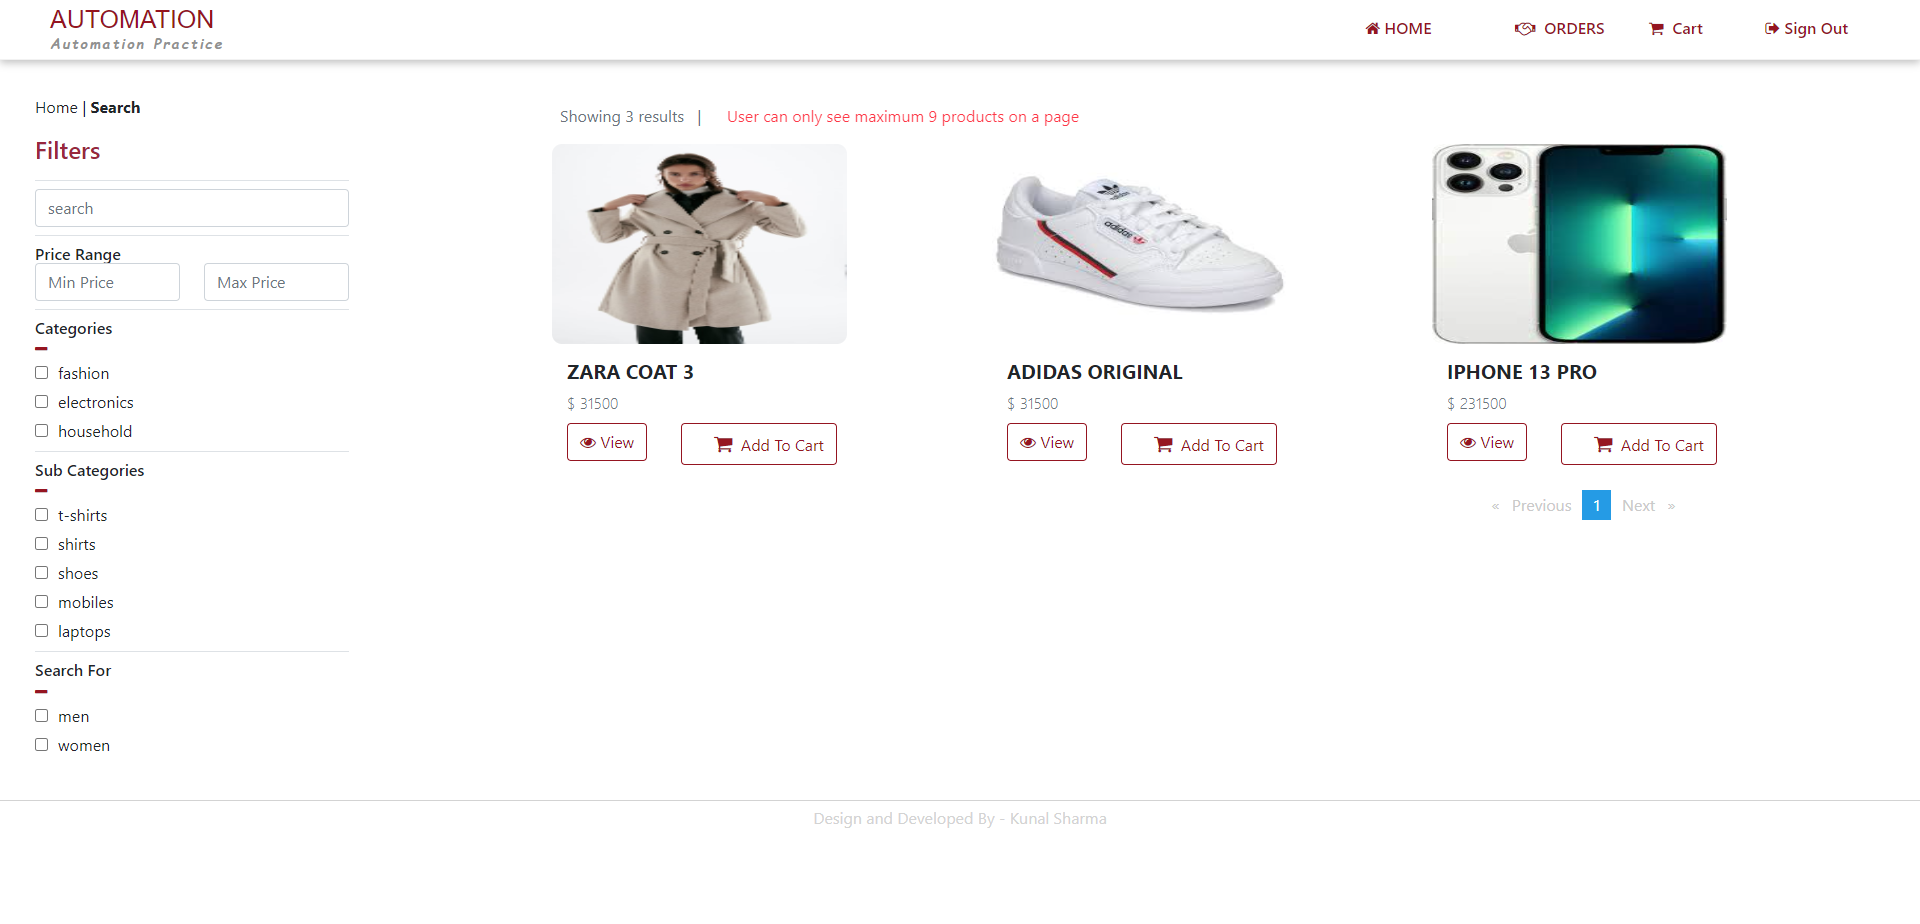 AUTOMATION
Automation Practice
HOME
ORDERS
Cart
Sign Out
Home | Search
Filters
search
Price Range
Min Price
Max Price
Categories
fashion
electronics
household
Sub Categories
t-shirts
shirts
shoes
mobiles
laptops
Search For
men
women
Showing 3 results |
User can only see maximum 9 products on a page
adidas
adidas
ZARA COAT 3
$ 31500
View
Add To Cart
ADIDAS ORIGINAL
$ 31500
View
Add To Cart
IPHONE 13 PRO
$ 231500
View
Add To Cart
« Previous 1 Next »
Design and Developed By - Kunal Sharma